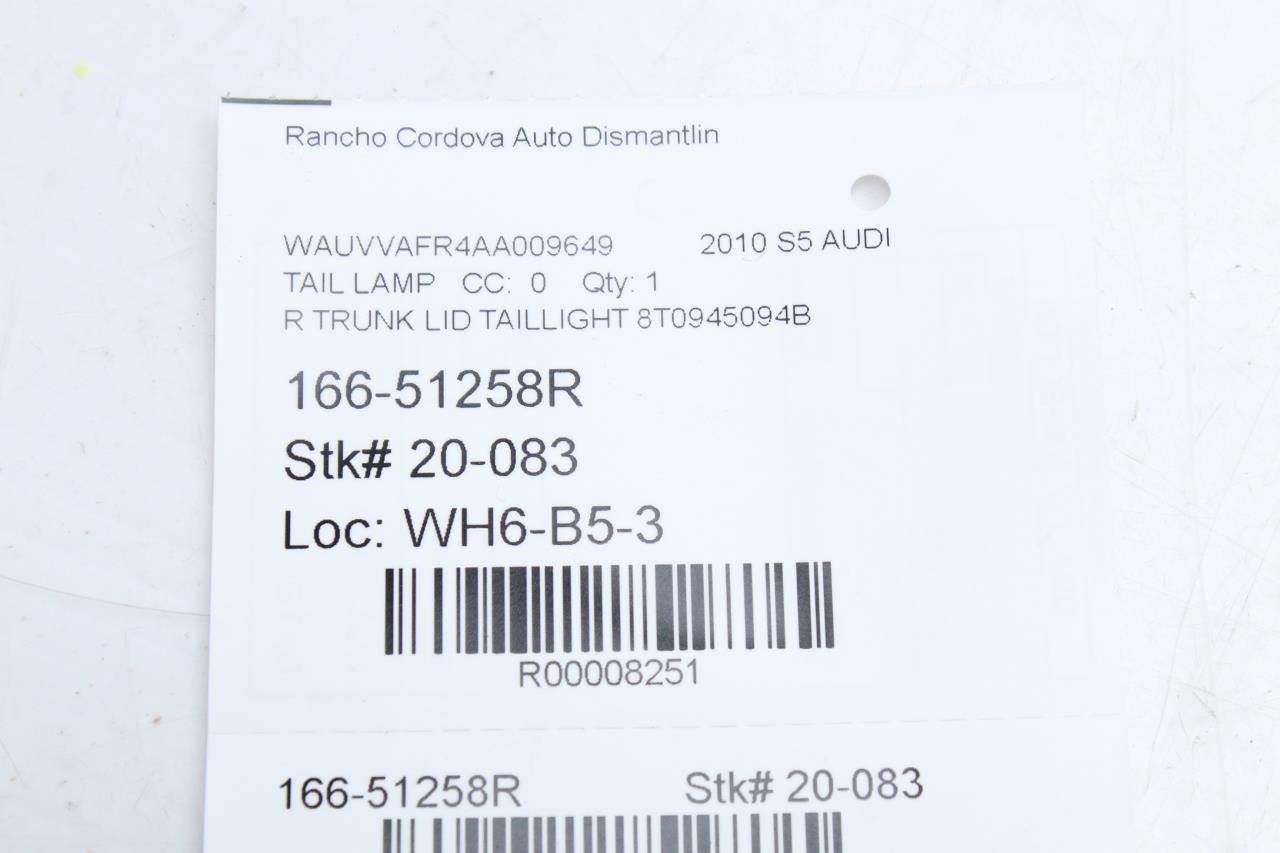 Rancho Cordova Auto Dismantlin
WAUVVAFR4AA009649 2010 S5 AUDI
TAIL LAMP CC: 0 Qty: 1
R TRUNK LID TAILLIGHT 8T0945094B
166-51258R
Stk# 20-083
Loc: WH6-B5-3
R00008251
166-51258R Stk# 20-083